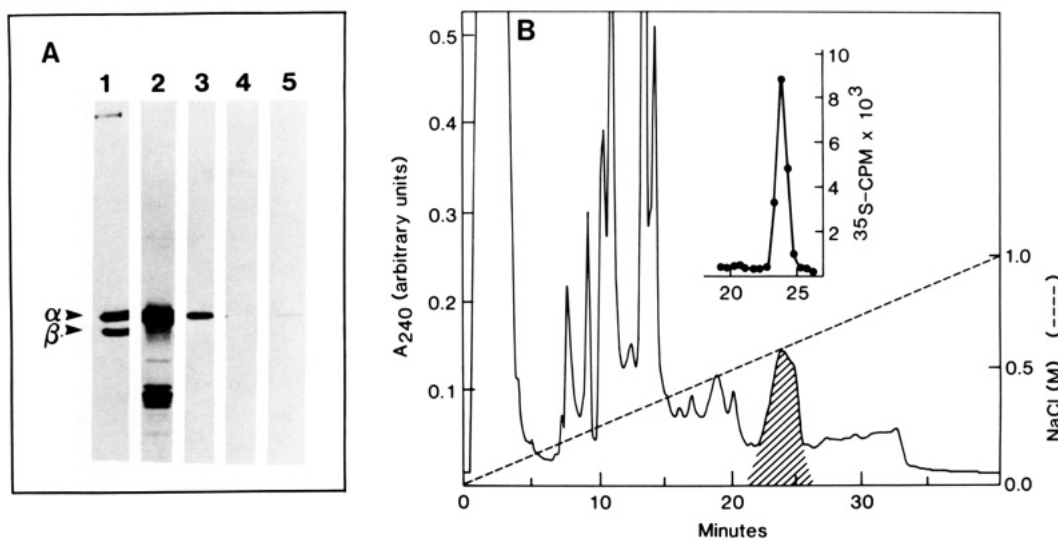 A
1 2 3 4 5
α
β
B
A240 (arbitrary units)
0.5
0.4
0.3
0.2
0.1
35S-CPM x 10^3
10
8
6
4
2
20 25
NaCl (M) (----)
1.0
0.5
0.0
0 10 20 30
Minutes